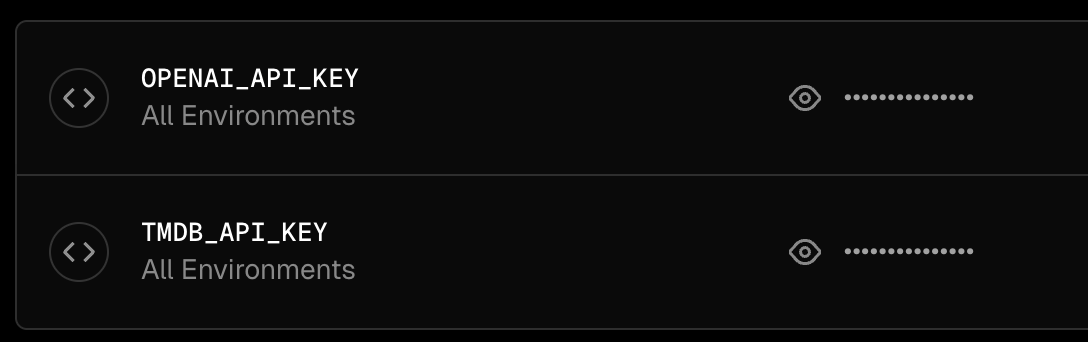 OPENAI_API_KEY
All Environments
•••••••••••••••
TMDB_API_KEY
All Environments
•••••••••••••••